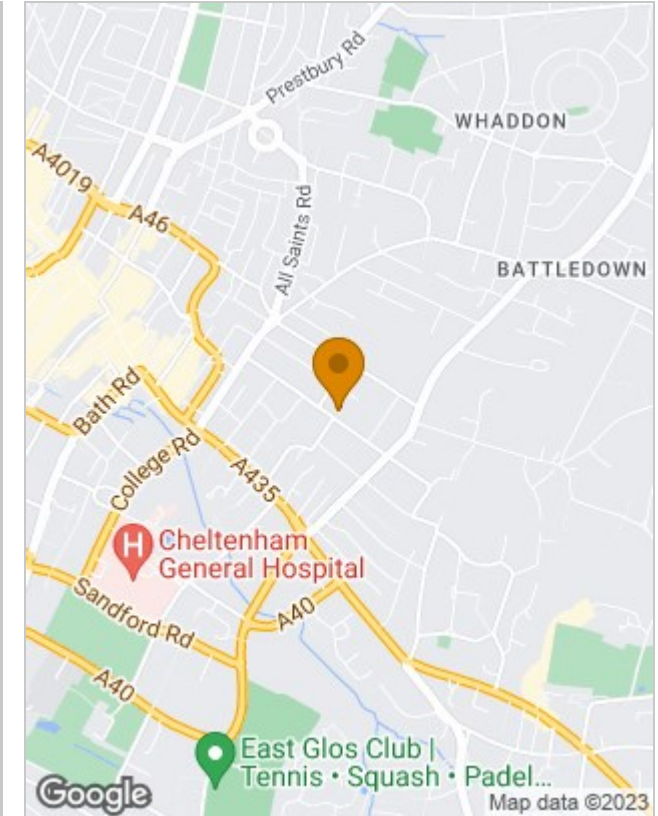 Prestbury Rd
WHADDON
A4019
A46
All Saints Rd
BATTLEDOWN
Bath Rd
College Rd
A435
H
Cheltenham
General Hospital
Sandford Rd
A40
A40
East Glos Club |
Tennis • Squash • Padel...
Google
Map data ©2023